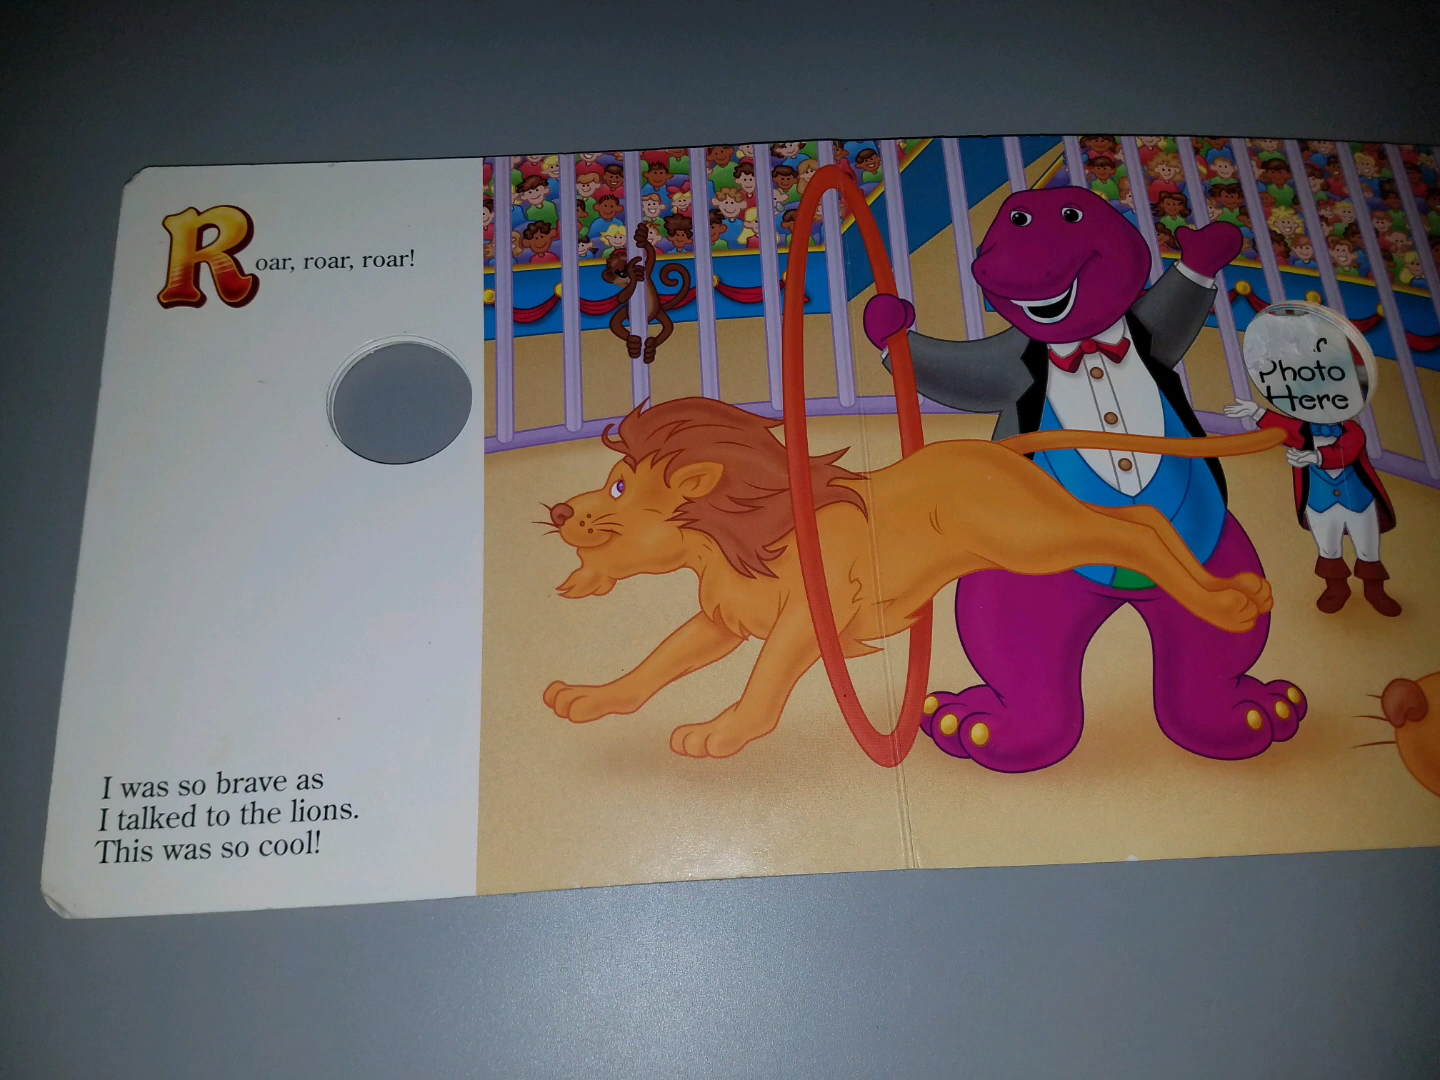 Roar, roar, roar!
I was so brave as
I talked to the lions.
This was so cool!
Photo
Here